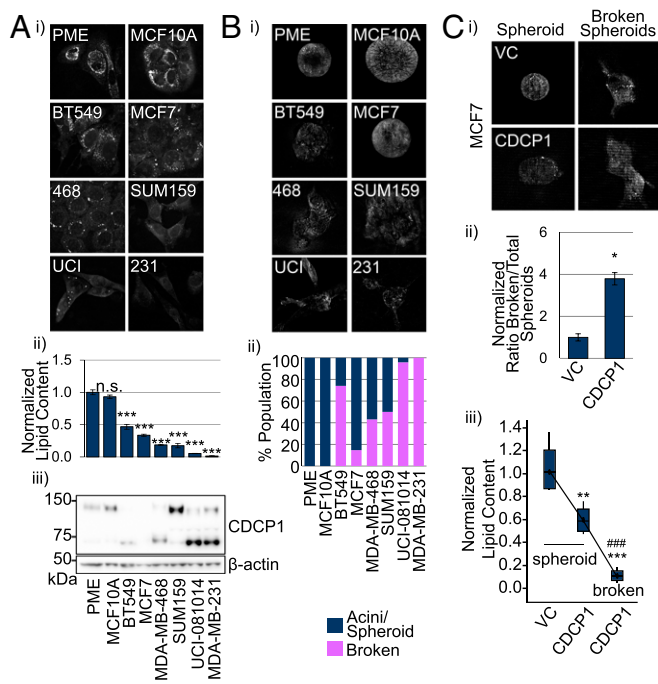 A i)
PME
MCF10A
BT549
MCF7
468
SUM159
UCI
231
ii)
Normalized
Lipid Content
1.5
1.0
0.5
0.0
n.s.
***
***
***
***
***
***
iii)
150
75
50
kDa
CDCP1
β-actin
PME
MCF10A
BT549
MCF7
MDA-MB-468
SUM159
UCI-081014
MDA-MB-231
B i)
PME
MCF10A
BT549
MCF7
468
SUM159
UCI
231
ii)
% Population
100
80
60
40
20
0
PME
MCF10A
BT549
MCF7
MDA-MB-468
SUM159
UCI-081014
MDA-MB-231
Acini/
Spheroid
Broken
C i)
Spheroid
Broken
Spheroids
MCF7
VC
CDCP1
ii)
Normalized
Ratio Broken/Total
Spheroids
6
4
2
0
*
VC
CDCP1
iii)
Normalized
Lipid Content
1.4
1.2
1.0
0.8
0.6
0.4
0.2
0.0
**
###
***
spheroid
broken
VC
CDCP1
CDCP1